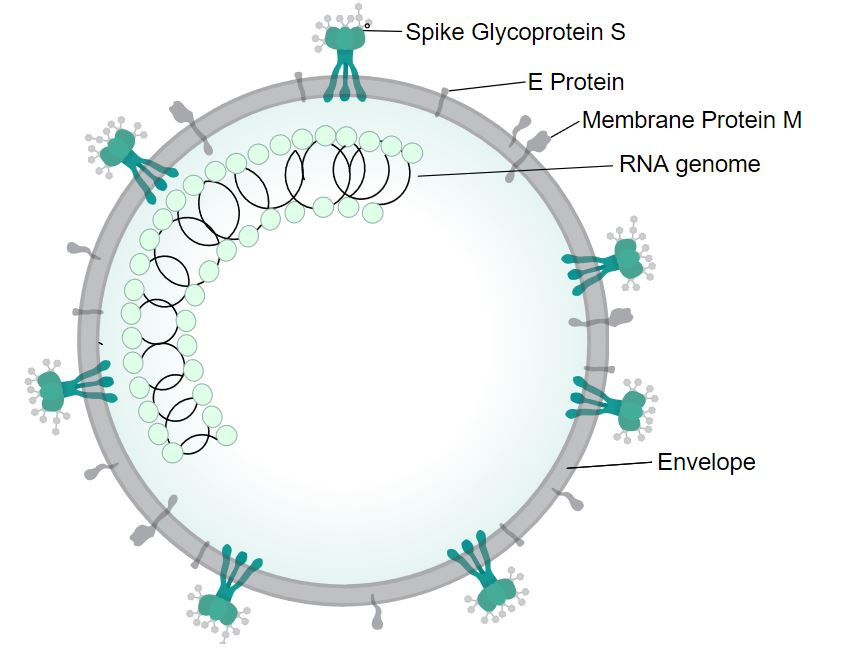 Spike Glycoprotein S
E Protein
Membrane Protein M
RNA genome
Envelope